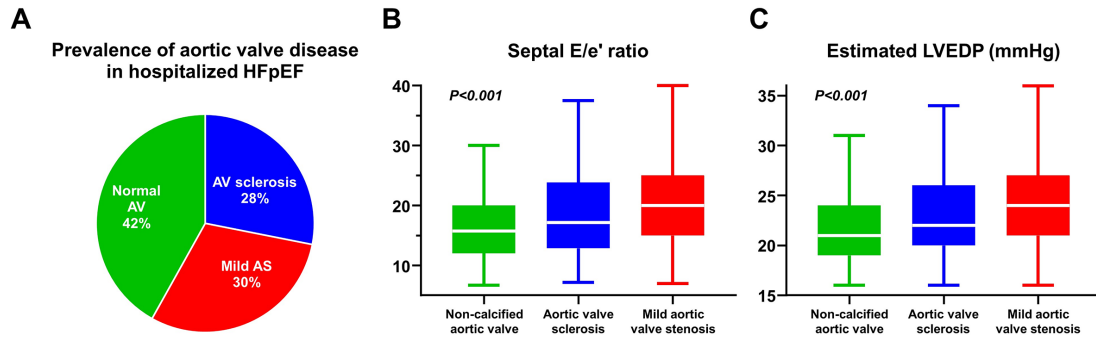 A
Prevalence of aortic valve disease
in hospitalized HFpEF
Normal
AV
42%
AV sclerosis
28%
Mild AS
30%
B
Septal E/e' ratio
P<0.001
40
30
20
10
Non-calcified
aortic valve
Aortic valve
sclerosis
Mild aortic
valve stenosis
C
Estimated LVEDP (mmHg)
P<0.001
35
30
25
20
15
Non-calcified
aortic valve
Aortic valve
sclerosis
Mild aortic
valve stenosis